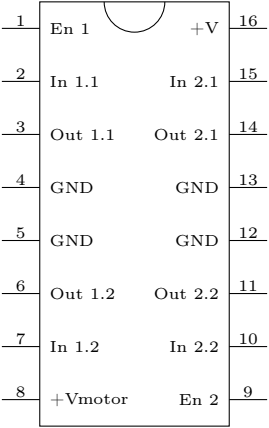 1 En 1 +V 16
2 In 1.1 In 2.1 15
3 Out 1.1 Out 2.1 14
4 GND GND 13
5 GND GND 12
6 Out 1.2 Out 2.2 11
7 In 1.2 In 2.2 10
8 +Vmotor En 2 9